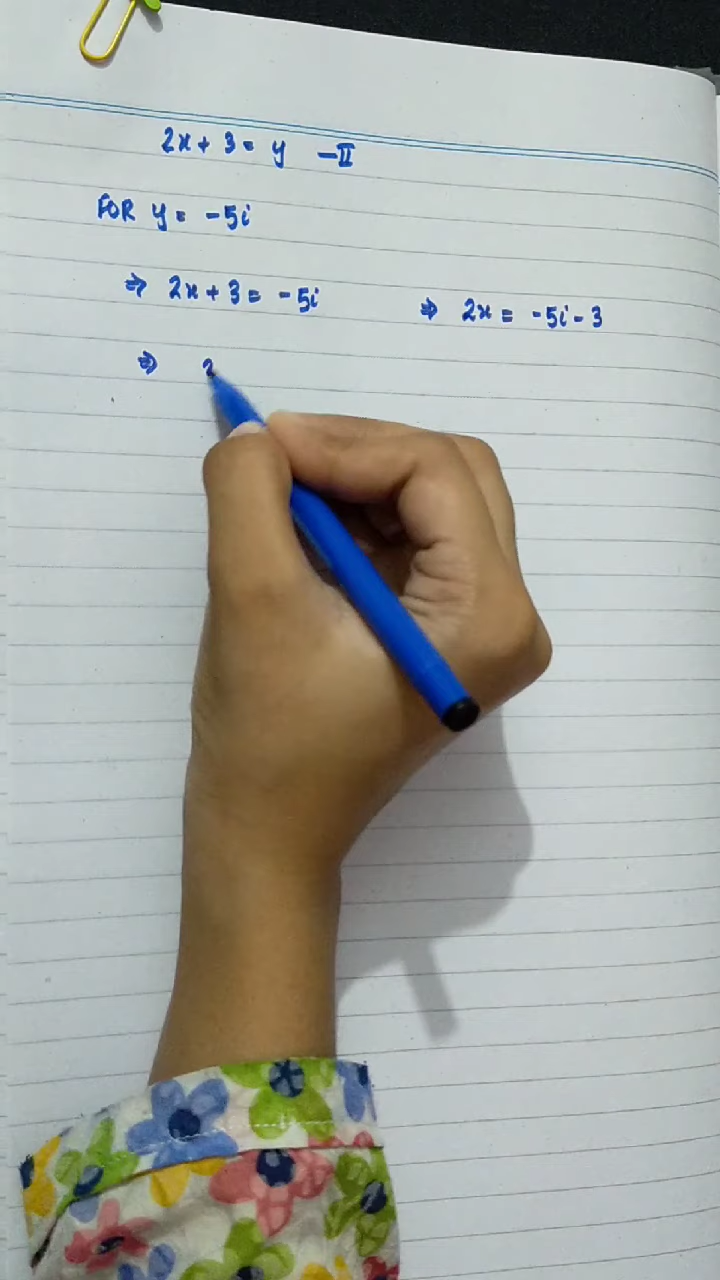 2x + 3 = y - II
FOR y = -5i
⇒ 2x + 3 = -5i ⇒ 2x = -5i - 3
⇒